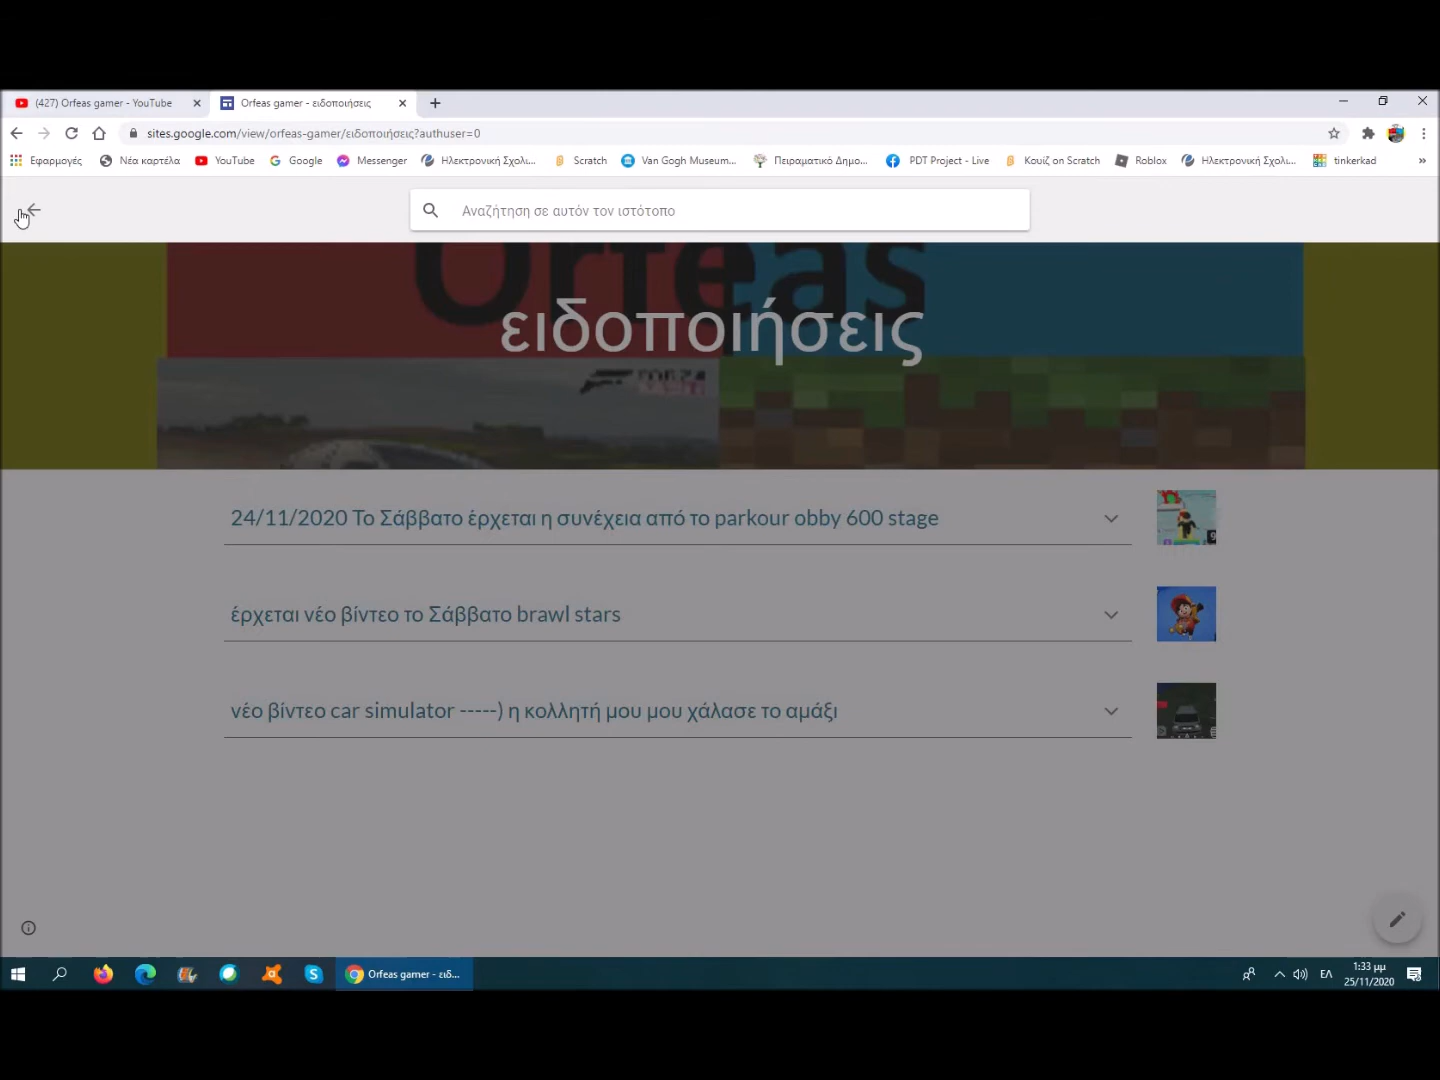 (427) Orfeas gamer - YouTube
Orfeas gamer - ειδοποιήσεις
sites.google.com/view/orfeas-gamer/ειδοποιήσεις?authuser=0
Εφαρμογές
Νέα καρτέλα
YouTube
Google
Messenger
Ηλεκτρονική Σχολι...
Scratch
Van Gogh Museum...
Πειραματικό Δημο...
PDT Project - Live
Κουίζ on Scratch
Roblox
Ηλεκτρονική Σχολι...
tinkerkad
»
Αναζήτηση σε αυτόν τον ιστότοπο
Orfeas
ειδοποιήσεις
24/11/2020 Το Σάββατο έρχεται η συνέχεια από το parkour obby 600 stage
έρχεται νέο βίντεο το Σάββατο brawl stars
νέο βίντεο car simulator -----) η κολλητή μου μου χάλασε το αμάξι
Orfeas gamer - ειδ...
ΕΛ
1:33 μμ
25/11/2020